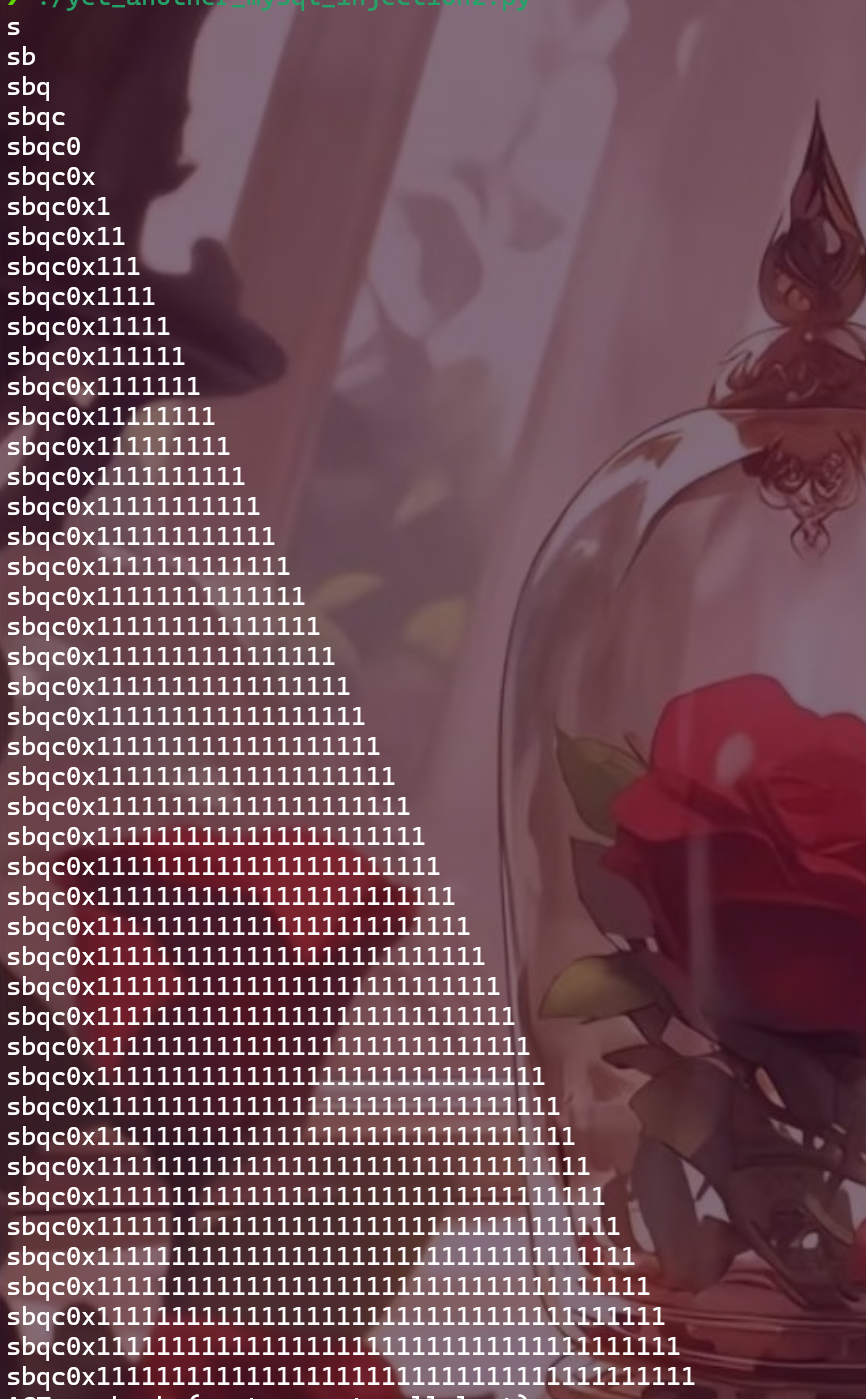 ./yet_another_mysql_injection2.py
s
sb
sbq
sbqc
sbqc0
sbqc0x
sbqc0x1
sbqc0x11
sbqc0x111
sbqc0x1111
sbqc0x11111
sbqc0x111111
sbqc0x1111111
sbqc0x11111111
sbqc0x111111111
sbqc0x1111111111
sbqc0x11111111111
sbqc0x111111111111
sbqc0x1111111111111
sbqc0x11111111111111
sbqc0x111111111111111
sbqc0x1111111111111111
sbqc0x11111111111111111
sbqc0x111111111111111111
sbqc0x1111111111111111111
sbqc0x11111111111111111111
sbqc0x111111111111111111111
sbqc0x1111111111111111111111
sbqc0x11111111111111111111111
sbqc0x111111111111111111111111
sbqc0x1111111111111111111111111
sbqc0x11111111111111111111111111
sbqc0x111111111111111111111111111
sbqc0x1111111111111111111111111111
sbqc0x11111111111111111111111111111
sbqc0x111111111111111111111111111111
sbqc0x1111111111111111111111111111111
sbqc0x11111111111111111111111111111111
sbqc0x111111111111111111111111111111111
sbqc0x1111111111111111111111111111111111
sbqc0x11111111111111111111111111111111111
sbqc0x111111111111111111111111111111111111
sbqc0x1111111111111111111111111111111111111
sbqc0x11111111111111111111111111111111111111
sbqc0x111111111111111111111111111111111111111
sbqc0x1111111111111111111111111111111111111111